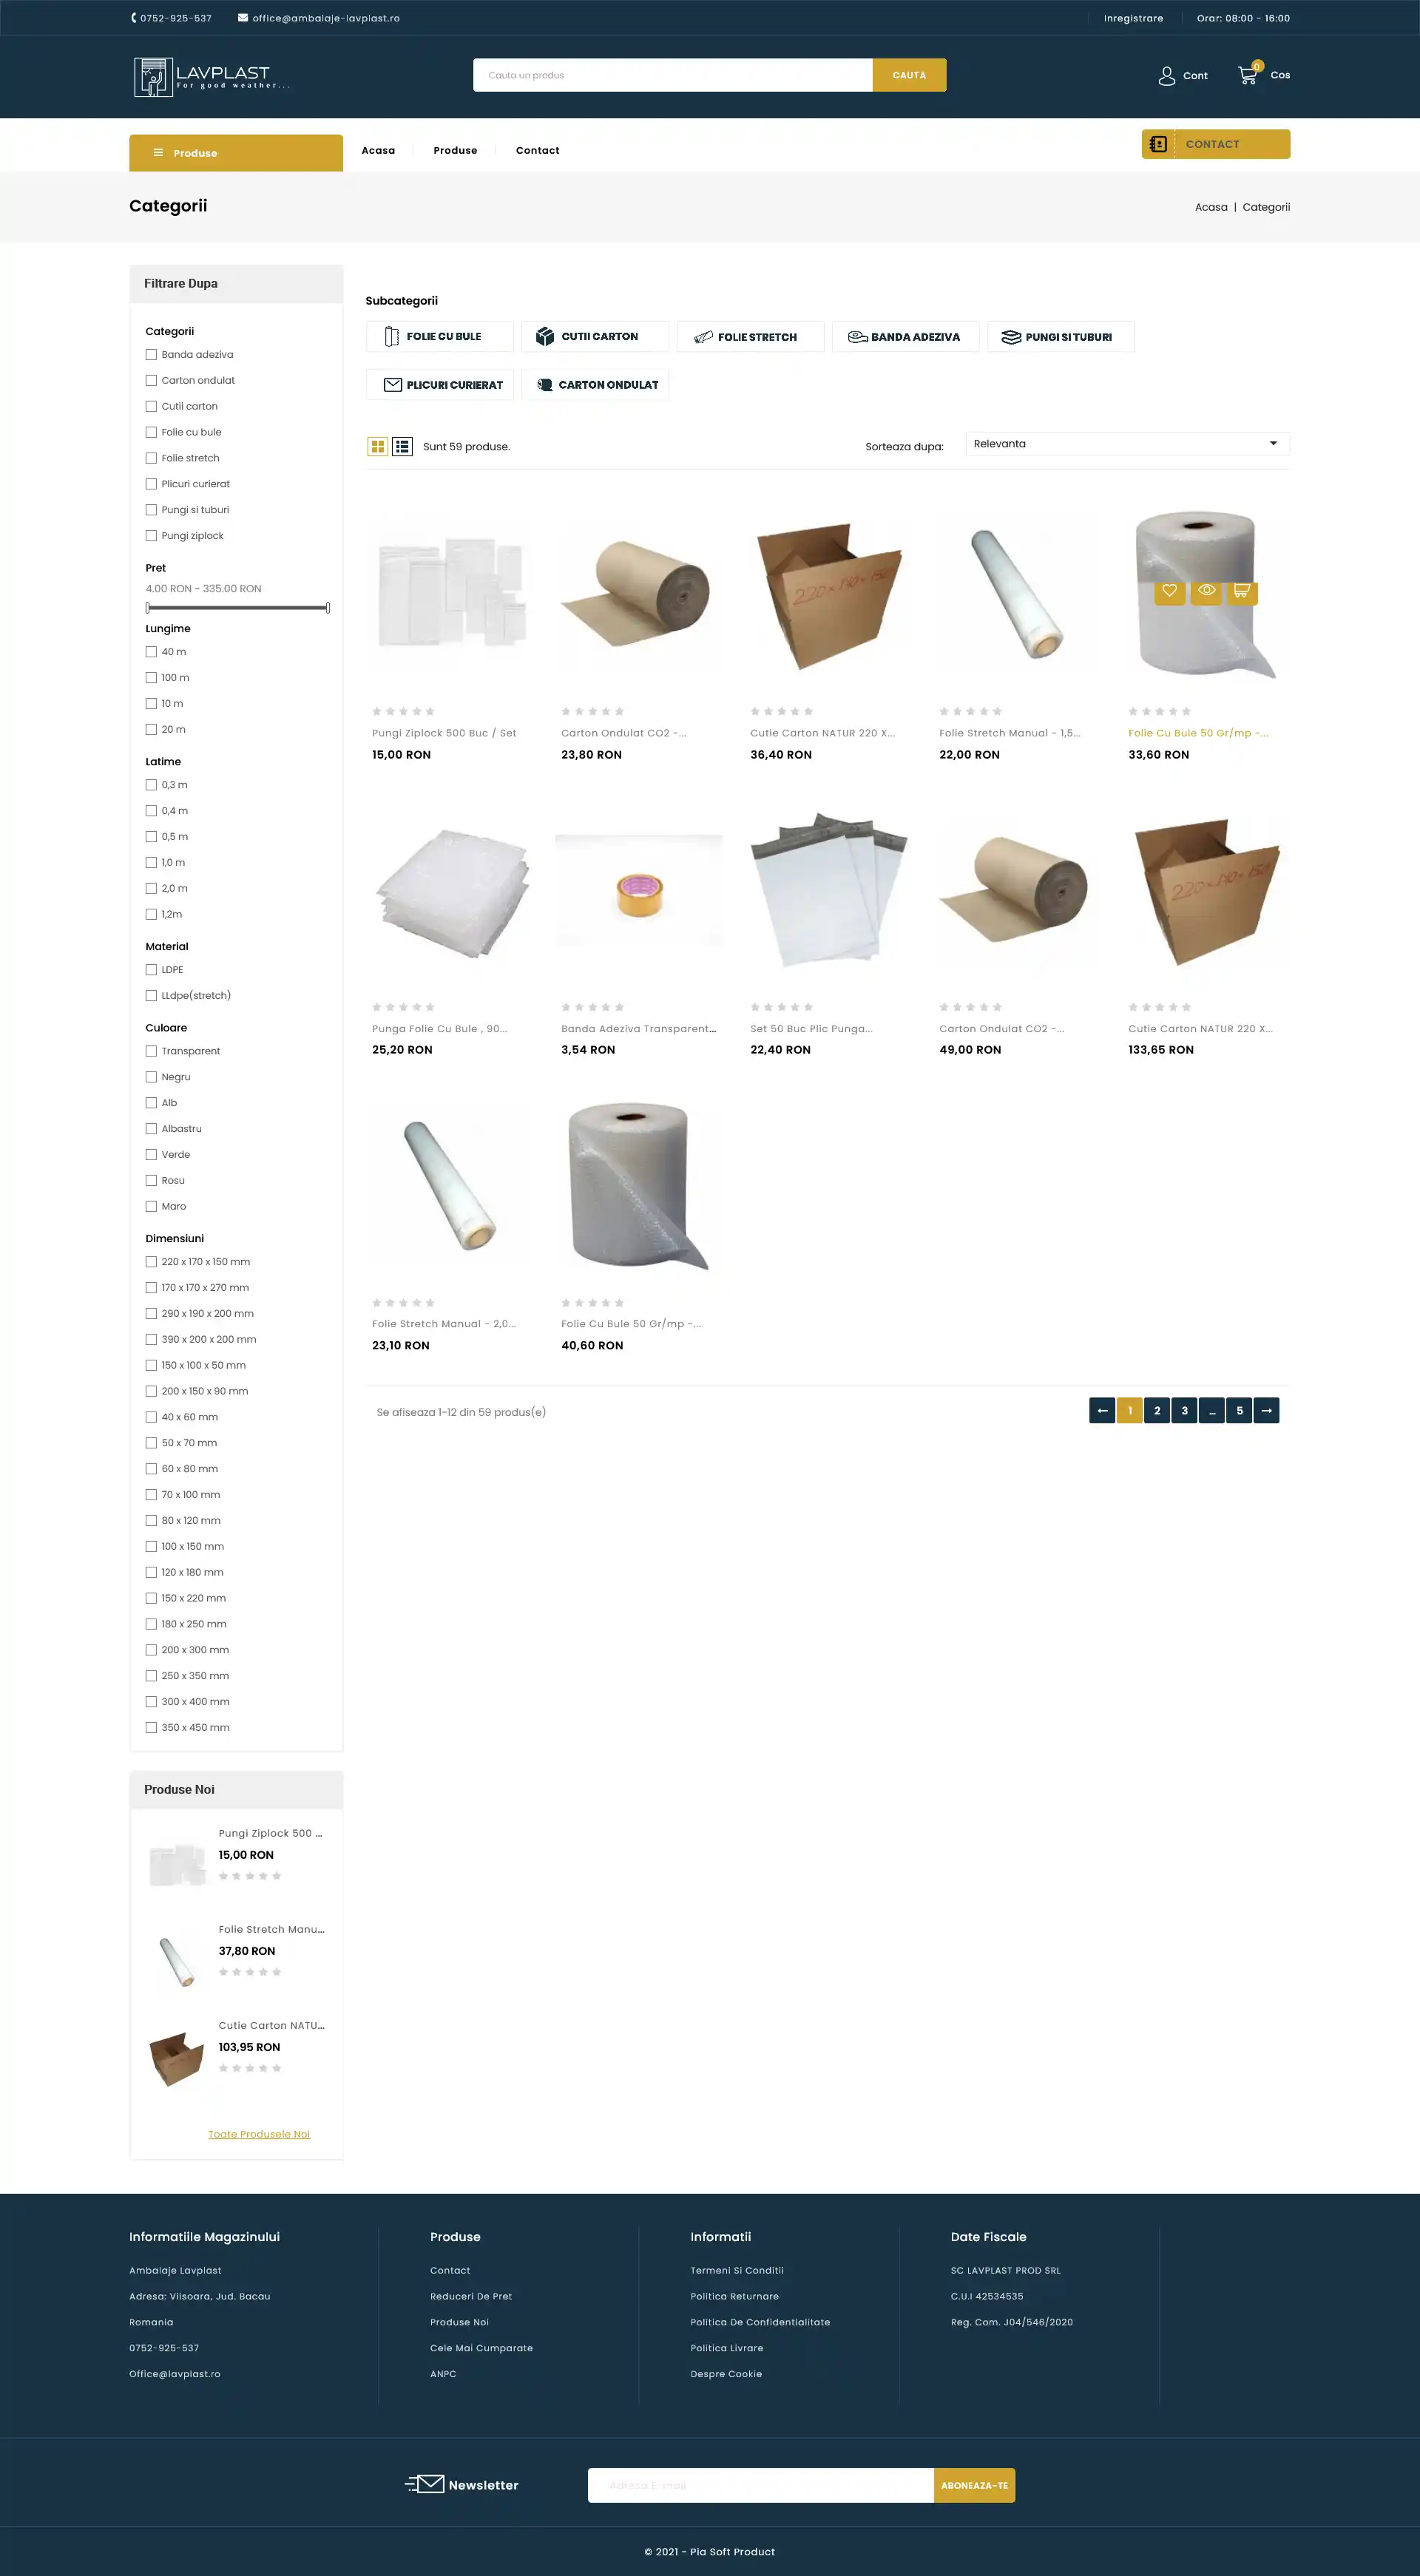 0752-925-537
office@ambalaje-lavplast.ro
Inregistrare
Orar: 08:00 - 16:00
LAVPLAST
For good weather...
Cauta un produs
CAUTA
Cont
0
Cos
Produse
Acasa
Produse
Contact
CONTACT
Categorii
Acasa | Categorii
Filtrare Dupa
Categorii
Banda adeziva
Carton ondulat
Cutii carton
Folie cu bule
Folie stretch
Plicuri curierat
Pungi si tuburi
Pungi ziplock
Pret
4.00 RON - 335.00 RON
Lungime
40 m
100 m
10 m
20 m
Latime
0,3 m
0,4 m
0,5 m
1,0 m
2,0 m
1,2m
Material
LDPE
LLdpe(stretch)
Culoare
Transparent
Negru
Alb
Albastru
Verde
Rosu
Maro
Dimensiuni
220 x 170 x 150 mm
170 x 170 x 270 mm
290 x 190 x 200 mm
390 x 200 x 200 mm
150 x 100 x 50 mm
200 x 150 x 90 mm
40 x 60 mm
50 x 70 mm
60 x 80 mm
70 x 100 mm
80 x 120 mm
100 x 150 mm
120 x 180 mm
150 x 220 mm
180 x 250 mm
200 x 300 mm
250 x 350 mm
300 x 400 mm
350 x 450 mm
Produse Noi
Pungi Ziplock 500 ...
15,00 RON
Folie Stretch Manu...
37,80 RON
Cutie Carton NATU...
103,95 RON
Toate Produsele Noi
Subcategorii
FOLIE CU BULE
CUTII CARTON
FOLIE STRETCH
BANDA ADEZIVA
PUNGI SI TUBURI
PLICURI CURIERAT
CARTON ONDULAT
Sunt 59 produse.
Sorteaza dupa:
Relevanta
Pungi Ziplock 500 Buc / Set
15,00 RON
Carton Ondulat CO2 -...
23,80 RON
Cutie Carton NATUR 220 X...
36,40 RON
Folie Stretch Manual - 1,5...
22,00 RON
Folie Cu Bule 50 Gr/mp -...
33,60 RON
Punga Folie Cu Bule , 90...
25,20 RON
Banda Adeziva Transparent...
3,54 RON
Set 50 Buc Plic Punga...
22,40 RON
Carton Ondulat CO2 -...
49,00 RON
Cutie Carton NATUR 220 X...
133,65 RON
Folie Stretch Manual - 2,0...
23,10 RON
Folie Cu Bule 50 Gr/mp -...
40,60 RON
Se afiseaza 1-12 din 59 produs(e)
1 2 3 ... 5
Informatiile Magazinului
Ambalaje Lavplast
Adresa: Viisoara, Jud. Bacau
Romania
0752-925-537
Office@lavplast.ro
Produse
Contact
Reduceri De Pret
Produse Noi
Cele Mai Cumparate
ANPC
Informatii
Termeni Si Conditii
Politica Returnare
Politica De Confidentialitate
Politica Livrare
Despre Cookie
Date Fiscale
SC LAVPLAST PROD SRL
C.U.I 42534535
Reg. Com. J04/546/2020
Newsletter
Adresa E-mail
ABONEAZA-TE
© 2021 - Pia Soft Product